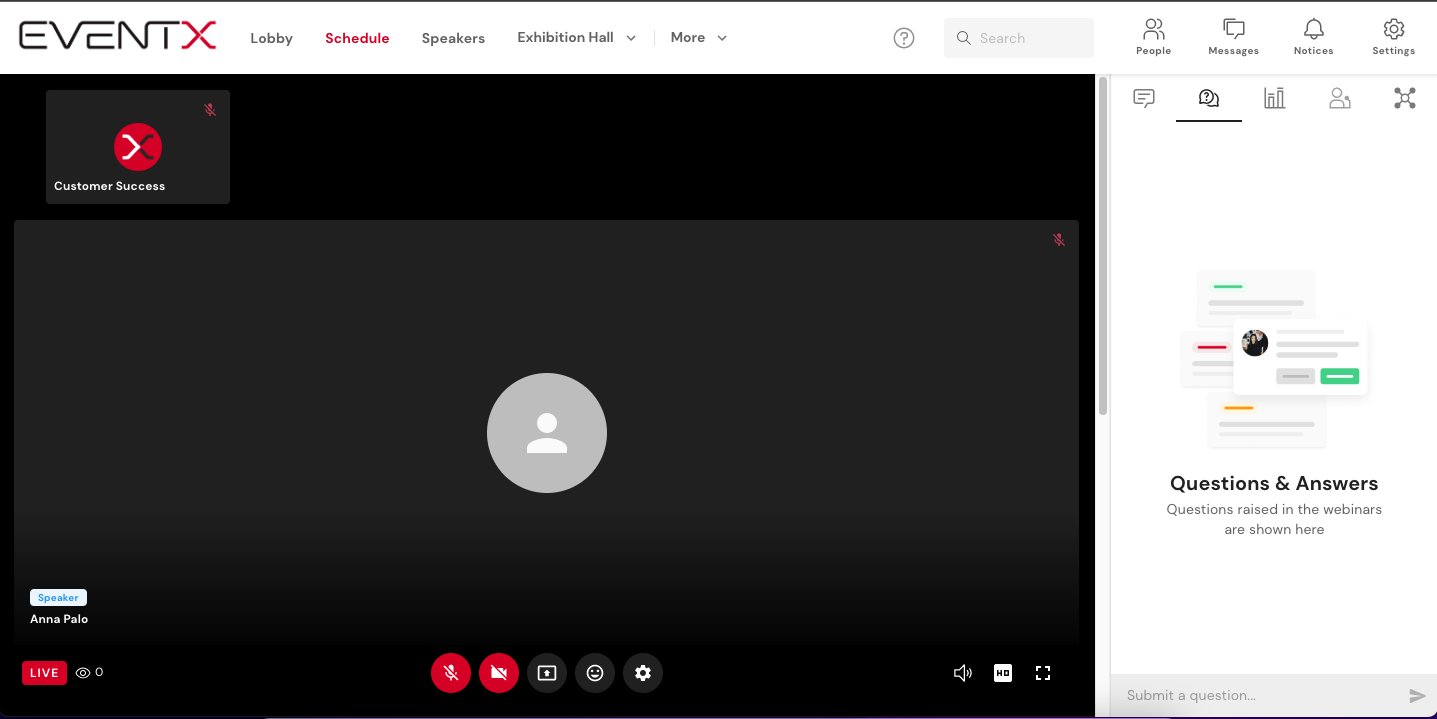 EVENTX
Lobby
Schedule
Speakers
Exhibition Hall
More
Search
People
Messages
Notices
Settings
Customer Success
Speaker
Anna Palo
LIVE
0
HD
Questions & Answers
Questions raised in the webinars
are shown here
Submit a question...